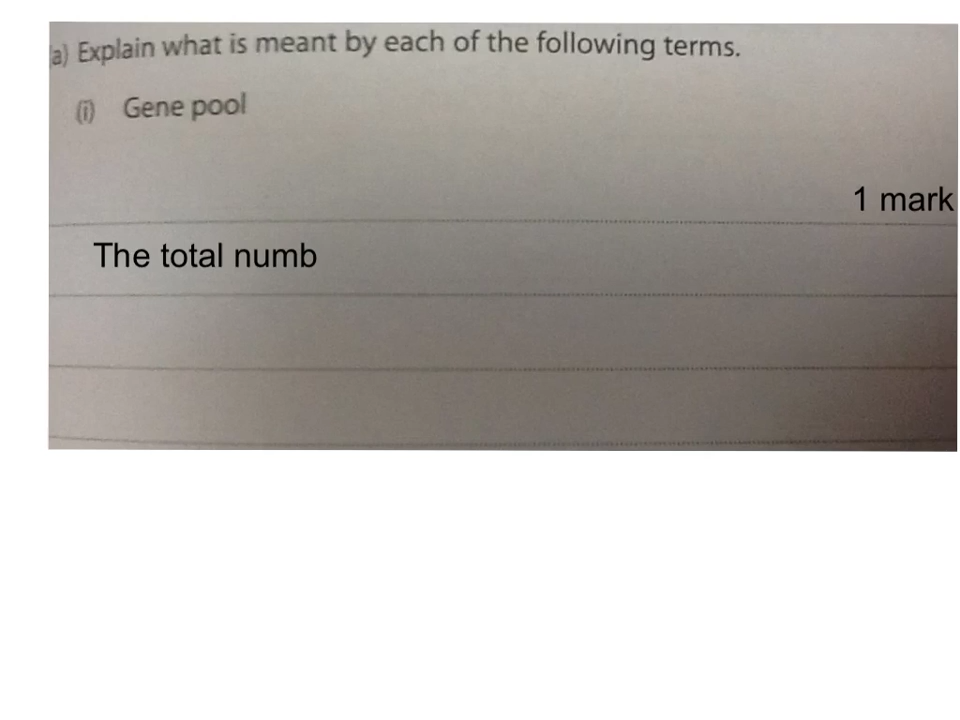 a) Explain what is meant by each of the following terms.
(i) Gene pool
1 mark
The total numb